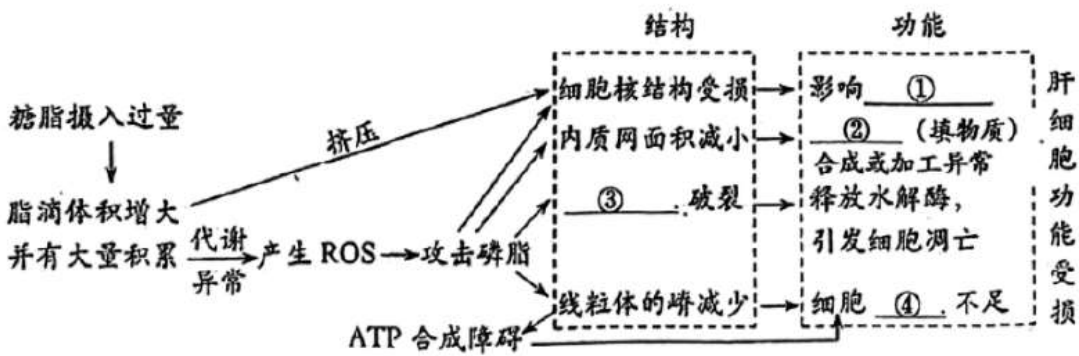 结构
功能
糖脂摄入过量
脂滴体积增大
并有大量积累
挤压
代谢
异常
产生 ROS
攻击磷脂
细胞核结构受损
内质网面积减小
③ 破裂
线粒体的嵴减少
ATP 合成障碍
影响 ①
② (填物质)
合成或加工异常
释放水解酶,
引发细胞凋亡
细胞 ④ 不足
肝细胞功能受损